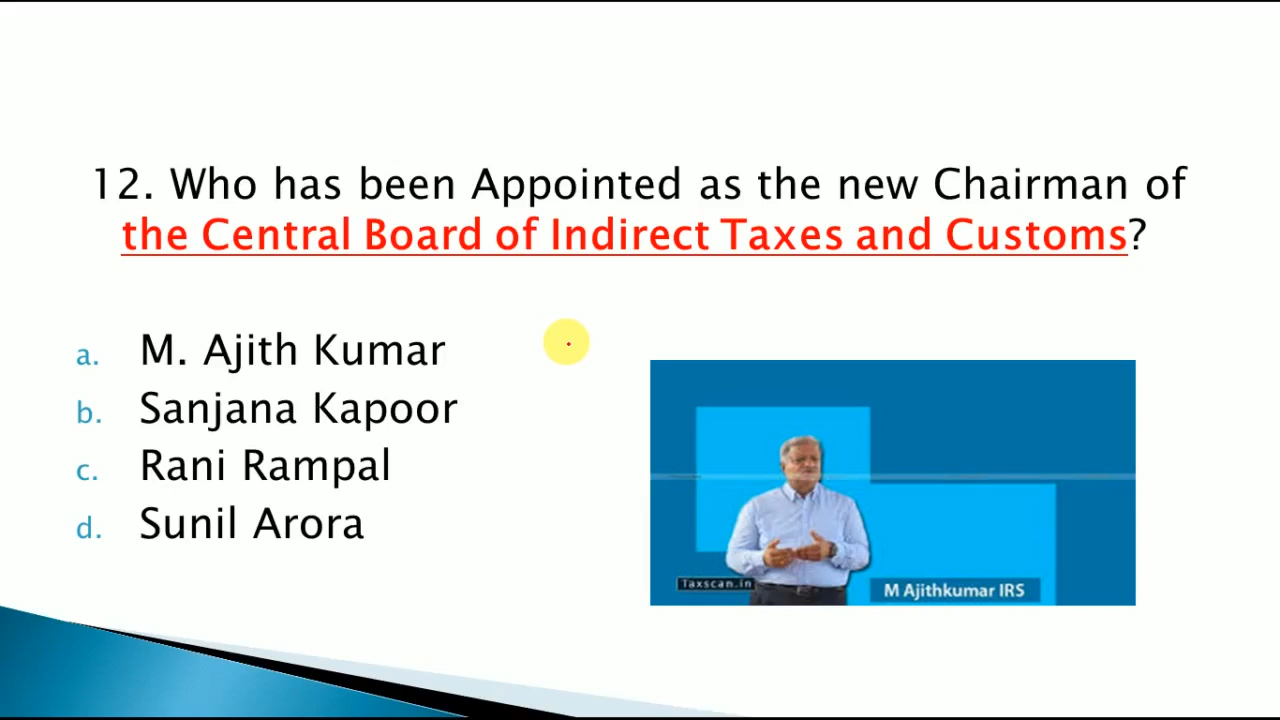 12. Who has been Appointed as the new Chairman of
the Central Board of Indirect Taxes and Customs?
a. M. Ajith Kumar
b. Sanjana Kapoor
c. Rani Rampal
d. Sunil Arora
Taxscan.in
M Ajithkumar IRS